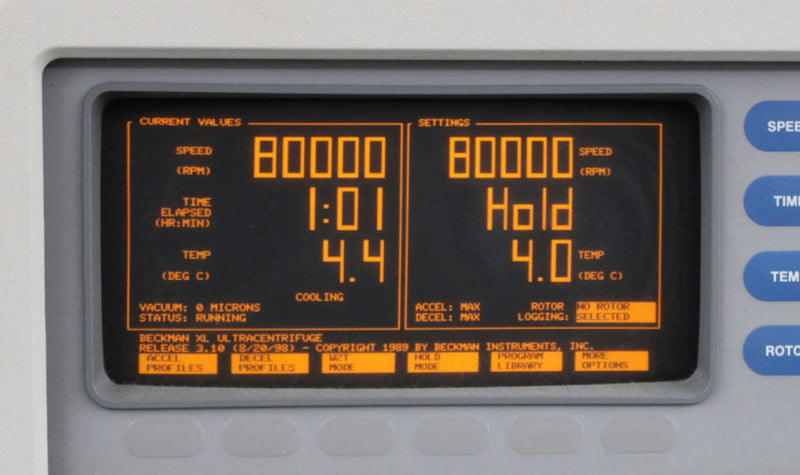 CURRENT VALUES
SPEED
(RPM)
80000
TIME
ELAPSED
(HR:MIN)
1:01
TEMP
(DEG C)
4.4
COOLING
VACUUM: 0 MICRONS
STATUS: RUNNING
SETTINGS
80000
SPEED
(RPM)
Hold
4.0
TEMP
(DEG C)
ACCEL: MAX
DECEL: MAX
ROTOR
LOGGING:
NO ROTOR
SELECTED
BECKMAN XL ULTRACENTRIFUGE
RELEASE 3.10 (8/20/98) - COPYRIGHT 1989 BY BECKMAN INSTRUMENTS, INC.
ACCEL
PROFILES
DECEL
PROFILES
W2T
MODE
HOLD
MODE
PROGRAM
LIBRARY
MORE
OPTIONS
SPEE
TIME
TEM
ROTO